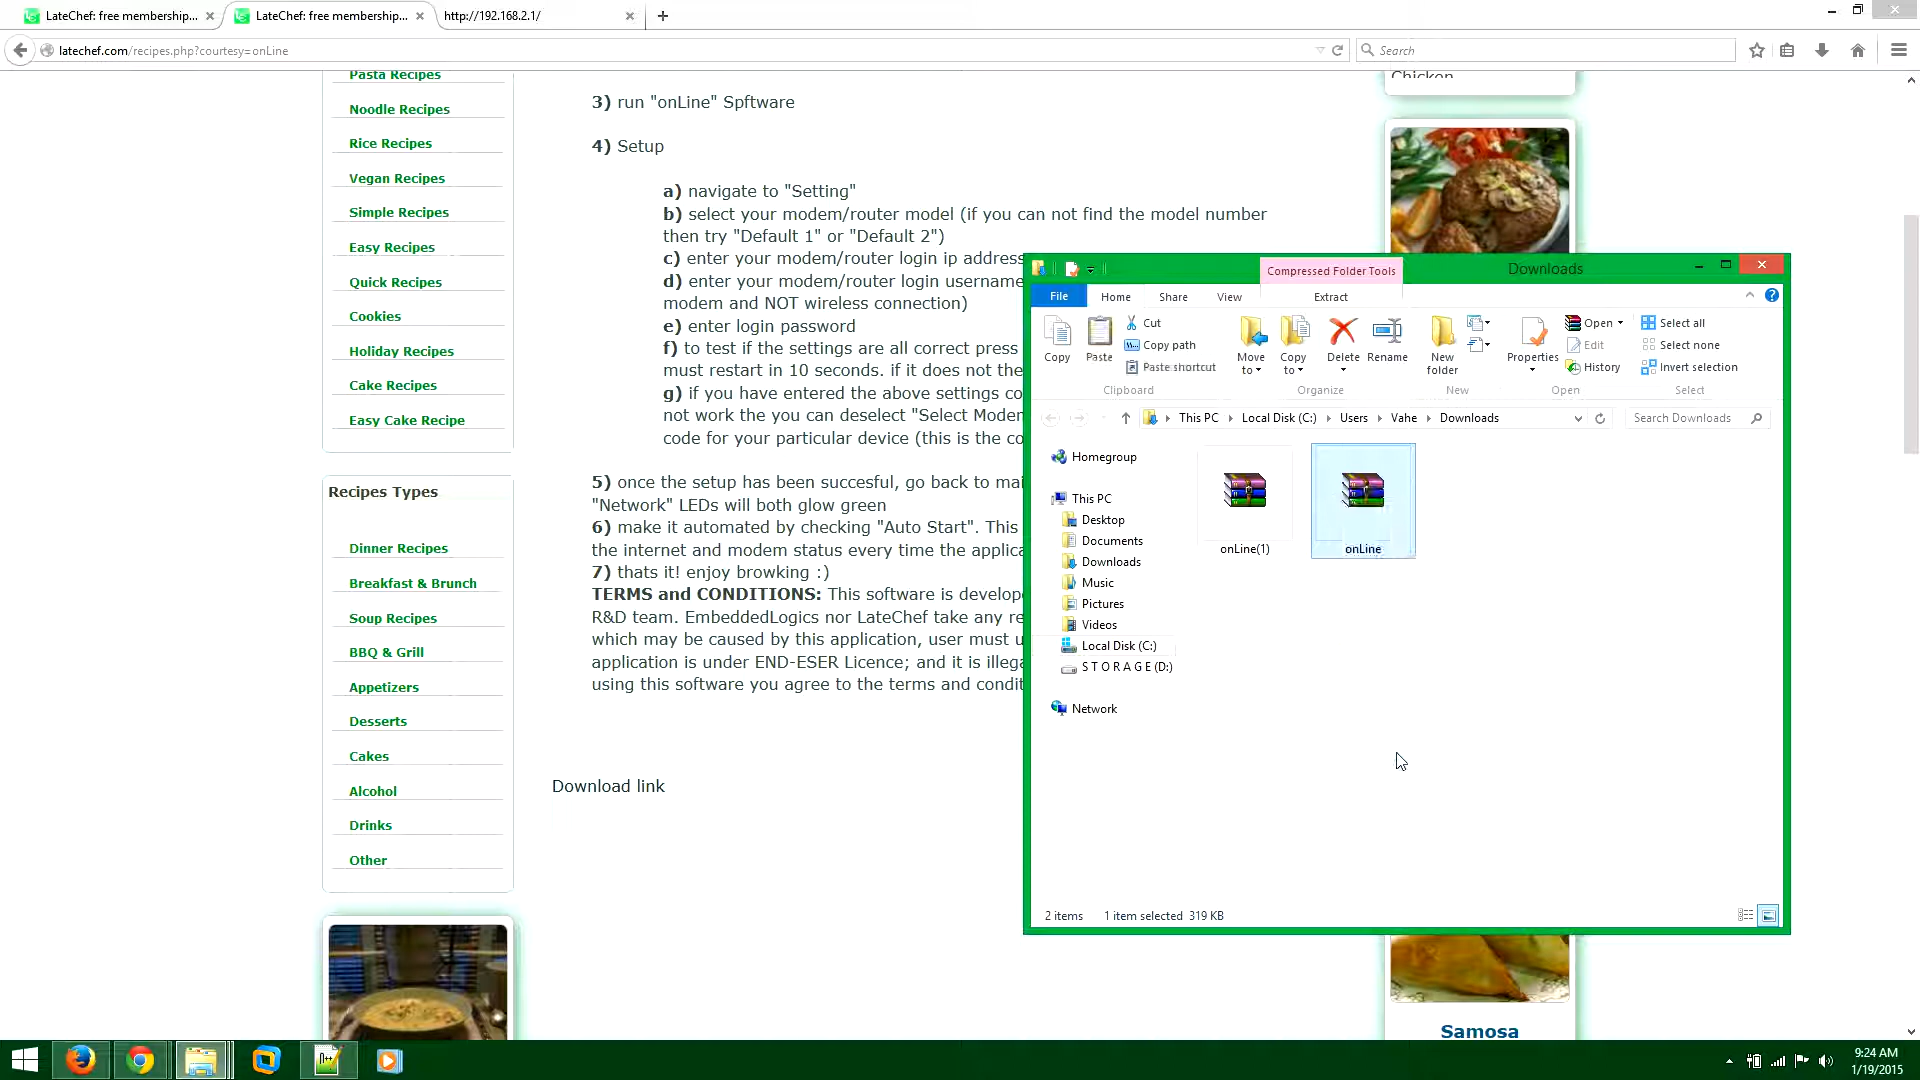 LateChef: free membership...
LateChef: free membership...
http://192.168.2.1/
latechef.com/recipes.php?courtesy=onLine
Search
Pasta Recipes
Noodle Recipes
Rice Recipes
Vegan Recipes
Simple Recipes
Easy Recipes
Quick Recipes
Cookies
Holiday Recipes
Cake Recipes
Easy Cake Recipe
Recipes Types
Dinner Recipes
Breakfast & Brunch
Soup Recipes
BBQ & Grill
Appetizers
Desserts
Cakes
Alcohol
Drinks
Other
3) run "onLine" Spftware
4) Setup
a) navigate to "Setting"
b) select your modem/router model (if you can not find the model number
then try "Default 1" or "Default 2")
c) enter your modem/router login ip address
d) enter your modem/router login username
modem and NOT wireless connection)
e) enter login password
f) to test if the settings are all correct press
must restart in 10 seconds. if it does not the
g) if you have entered the above settings co
not work the you can deselect "Select Modem
code for your particular device (this is the co
5) once the setup has been succesful, go back to mai
"Network" LEDs will both glow green
6) make it automated by checking "Auto Start". This
the internet and modem status every time the applica
7) thats it! enjoy browking :)
TERMS and CONDITIONS: This software is develope
R&D team. EmbeddedLogics nor LateChef take any re
which may be caused by this application, user must u
application is under END-ESER Licence; and it is illega
using this software you agree to the terms and condit
Download link
Chicken
Samosa
Compressed Folder Tools
Downloads
File
Home
Share
View
Extract
Copy
Paste
Cut
Copy path
Paste shortcut
Clipboard
Move to
Copy to
Delete
Rename
Organize
New folder
New
Properties
Open
Edit
History
Open
Select all
Select none
Invert selection
Select
This PC
Local Disk (C:)
Users
Vahe
Downloads
Search Downloads
Homegroup
This PC
Desktop
Documents
Downloads
Music
Pictures
Videos
Local Disk (C:)
S T O R A G E (D:)
Network
onLine(1)
onLine
2 items
1 item selected 319 KB
9:24 AM
1/19/2015